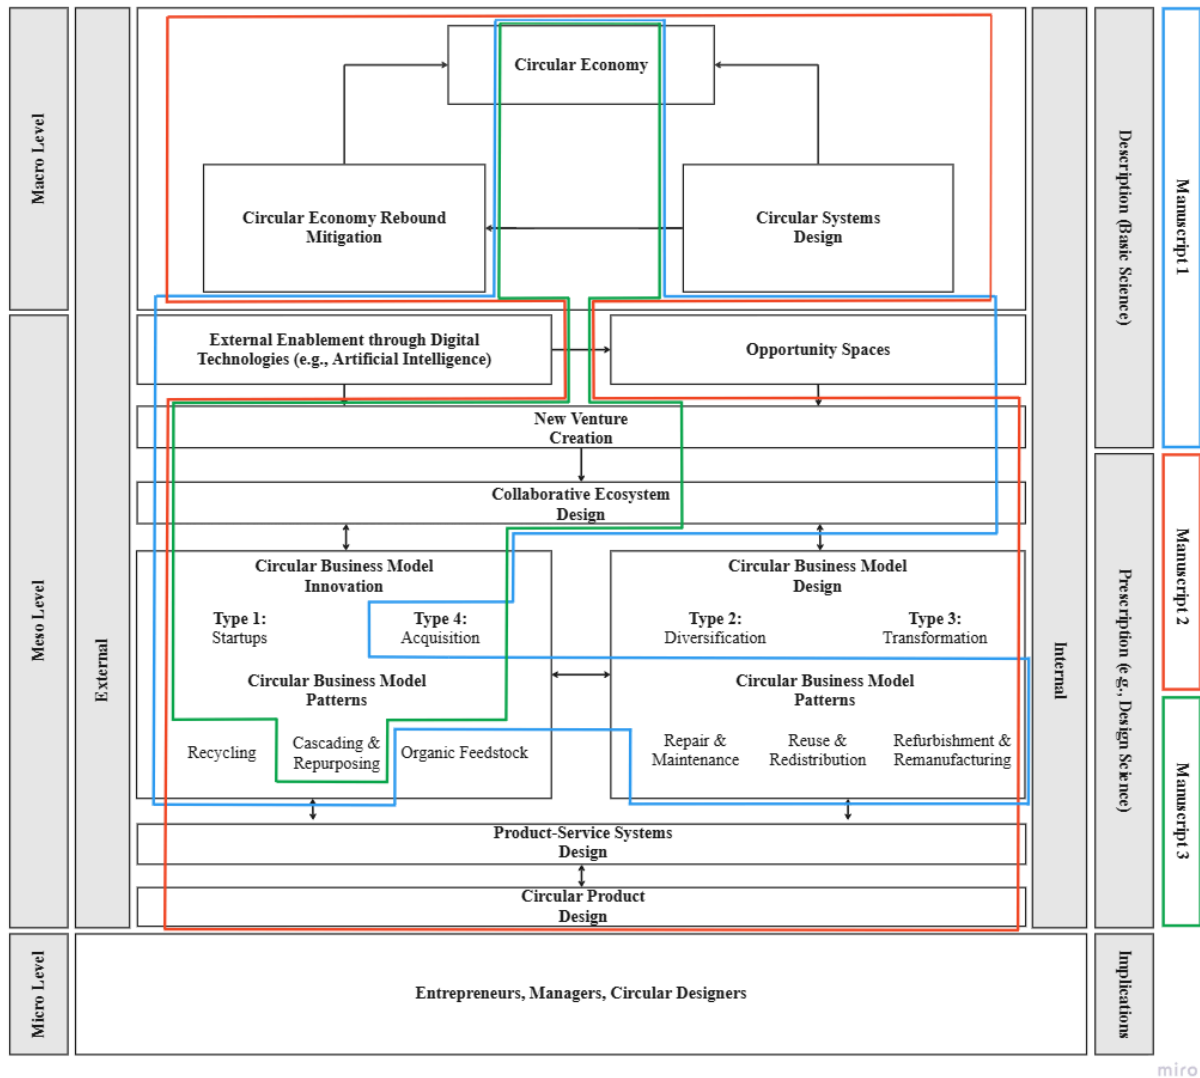 Macro Level
Circular Economy
Circular Economy Rebound
Mitigation
Circular Systems
Design
Description (Basic Science)
Manuscript 1
Meso Level
External
External Enablement through Digital
Technologies (e.g., Artificial Intelligence)
Opportunity Spaces
New Venture
Creation
Collaborative Ecosystem
Design
Circular Business Model
Innovation
Type 1:
Startups
Type 4:
Acquisition
Circular Business Model
Patterns
Recycling
Cascading &
Repurposing
Organic Feedstock
Circular Business Model
Design
Type 2:
Diversification
Type 3:
Transformation
Circular Business Model
Patterns
Repair &
Maintenance
Reuse &
Redistribution
Refurbishment &
Remanufacturing
Product-Service Systems
Design
Circular Product
Design
Internal
Prescription (e.g., Design Science)
Manuscript 2
Manuscript 3
Micro Level
Entrepreneurs, Managers, Circular Designers
Implications
miro